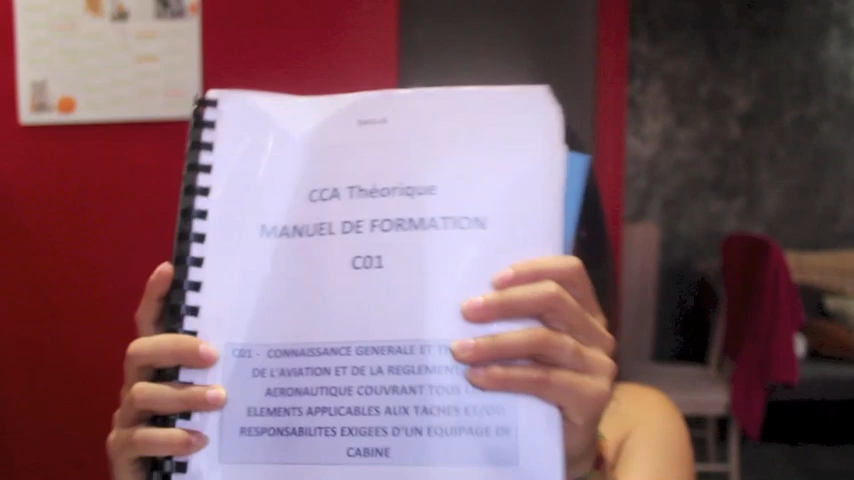 CCA Théorique
MANUEL DE FORMATION
C01
C01 - CONNAISSANCE GENERALE ET
DE L'AVIATION ET DE LA
AERONAUTIQUE COUVRANT TOUS
ELEMENTS APPLICABLES AUX TACHES ET/OU
RESPONSABILITES EXIGEES D'UN EQUIPAGE DE
CABINE